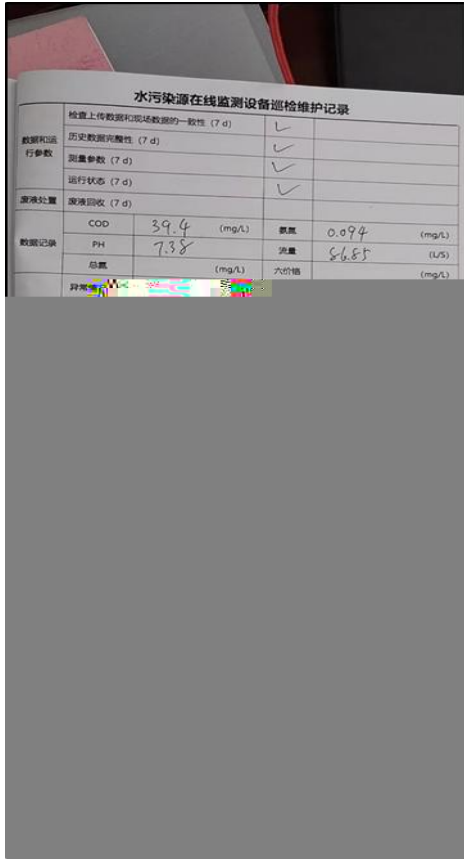 水污染源在线监测设备巡检维护记录
数据和运行参数
检查上传数据和现场数据的一致性 (7 d) ✓
历史数据完整性 (7 d) ✓
测量参数 (7 d) ✓
运行状态 (7 d) ✓
废液处置 废液回收 (7 d)
数据记录
COD 39.4 (mg/L) 氨氮 0.094 (mg/L)
PH 7.38 流量 86.85 (L/S)
总氮 (mg/L) 六价铬 (mg/L)
异常情